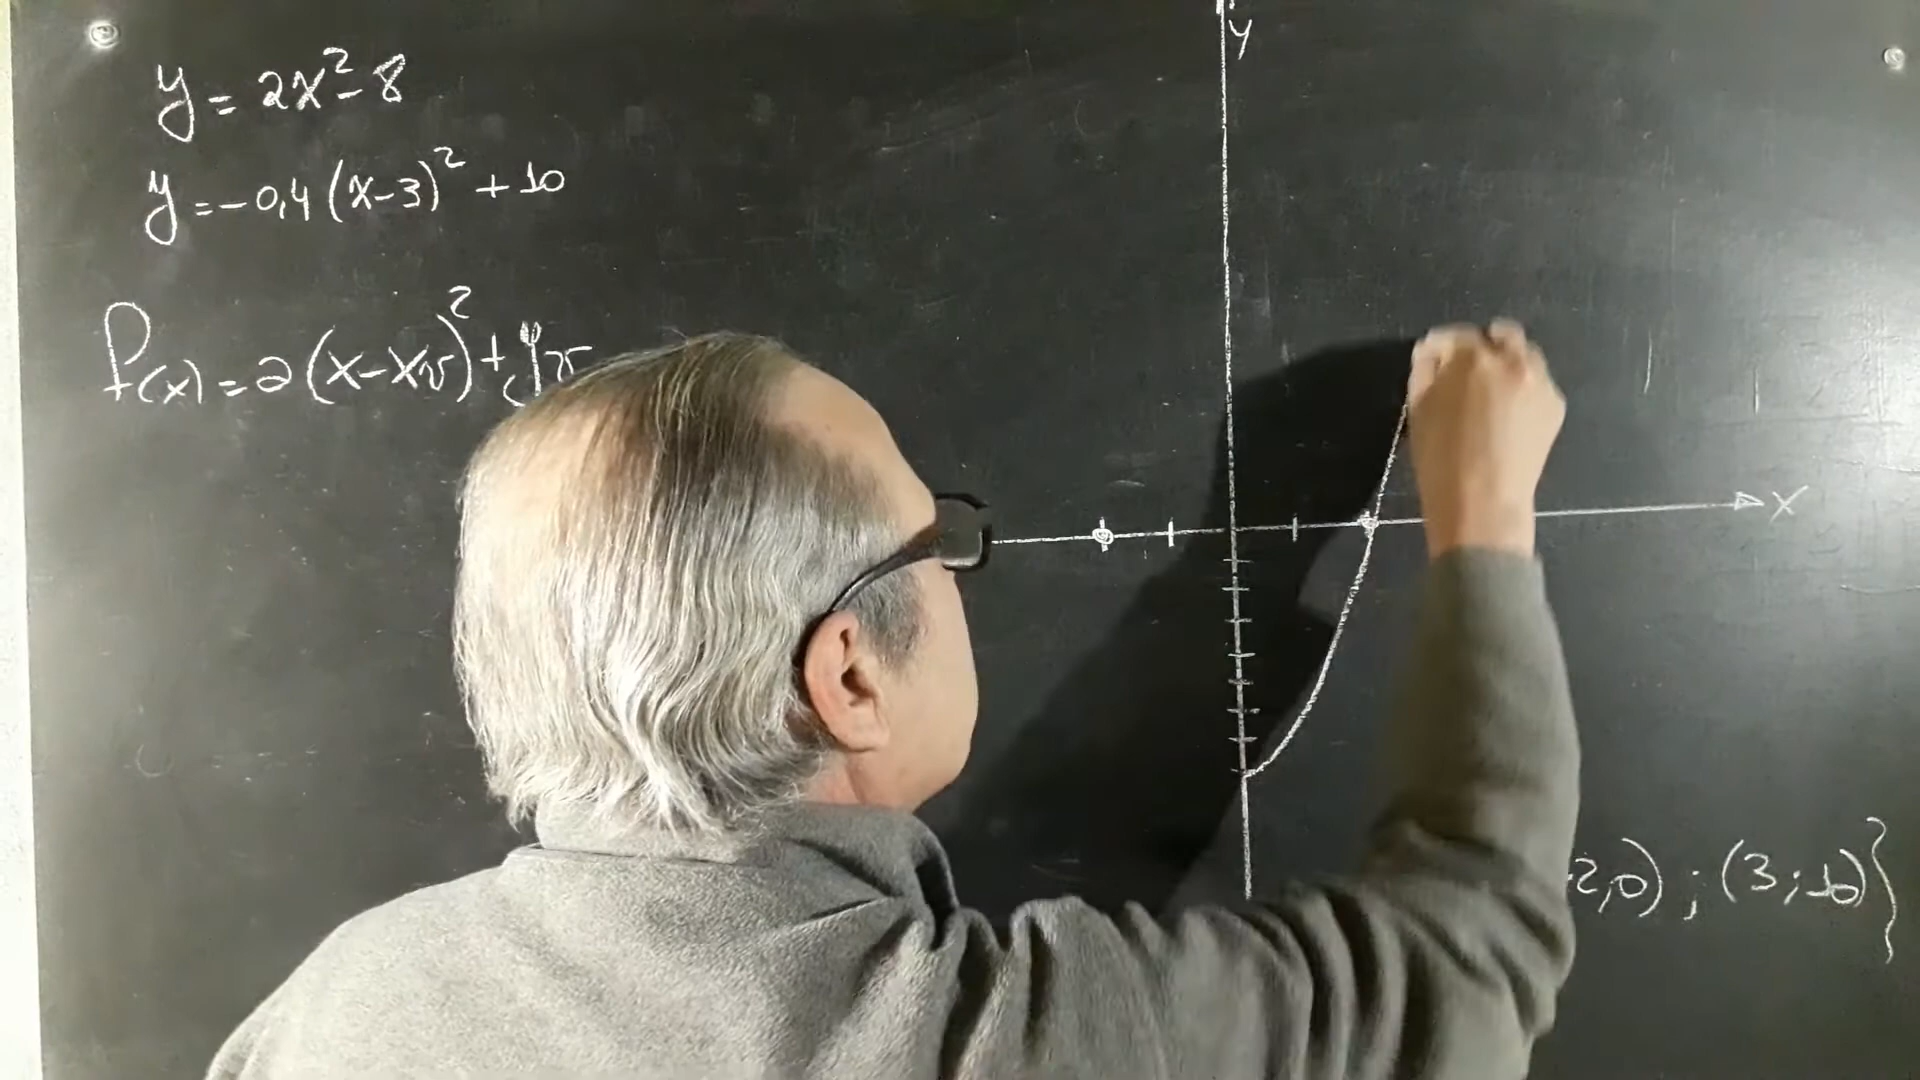 y = 2x² - 8
y = -0,4 (x-3)² + 10
f(x) = a (x - xv)² + yv
y
x
2,0) ; (3 ; 10)}